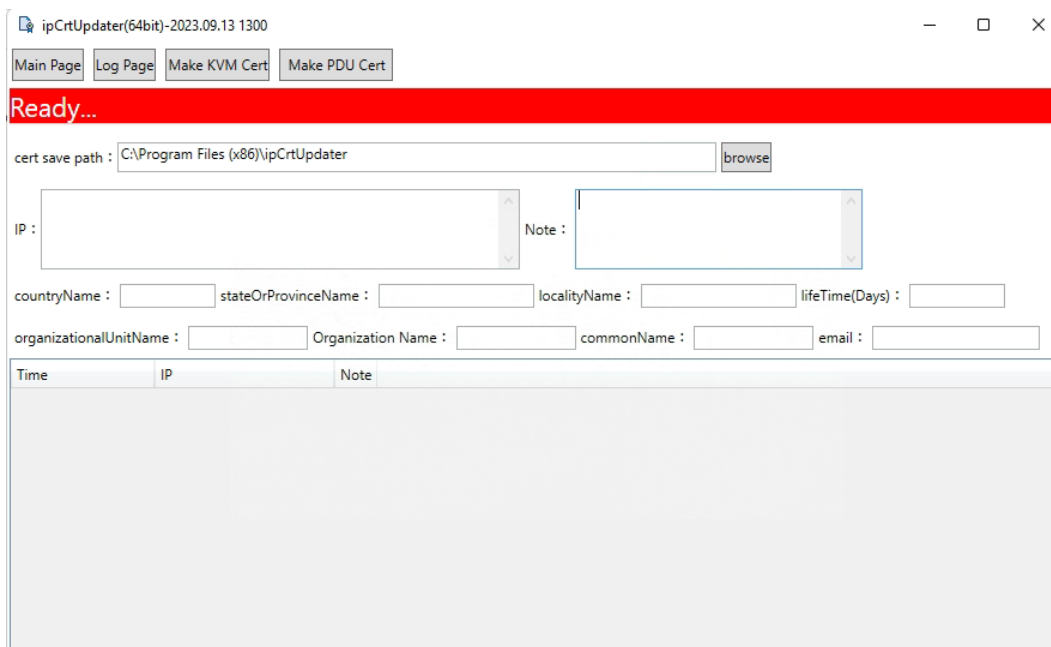 ipCrtUpdater(64bit)-2023.09.13 1300
Main Page Log Page Make KVM Cert Make PDU Cert
Ready...
cert save path： C:\Program Files (x86)\ipCrtUpdater browse
IP： Note：
countryName： stateOrProvinceName： localityName： lifeTime(Days)：
organizationalUnitName： Organization Name： commonName： email：
Time IP Note